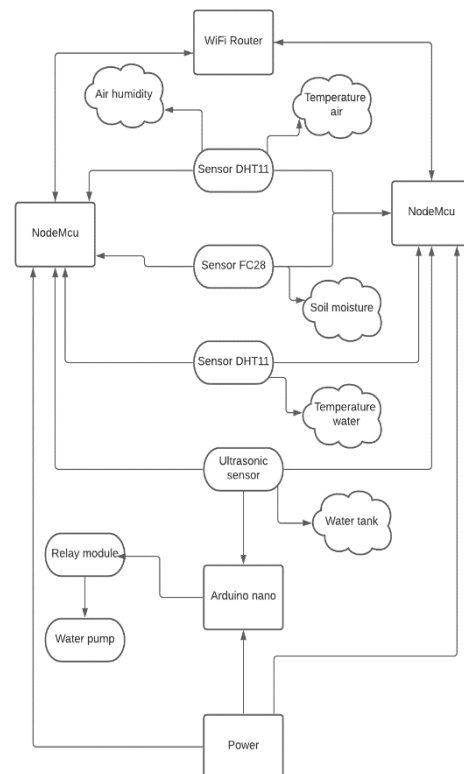 WiFi Router
Air humidity
Temperature
air
Sensor DHT11
NodeMcu
NodeMcu
Sensor FC28
Soil moisture
Sensor DHT11
Temperature
water
Ultrasonic
sensor
Water tank
Relay module
Arduino nano
Water pump
Power